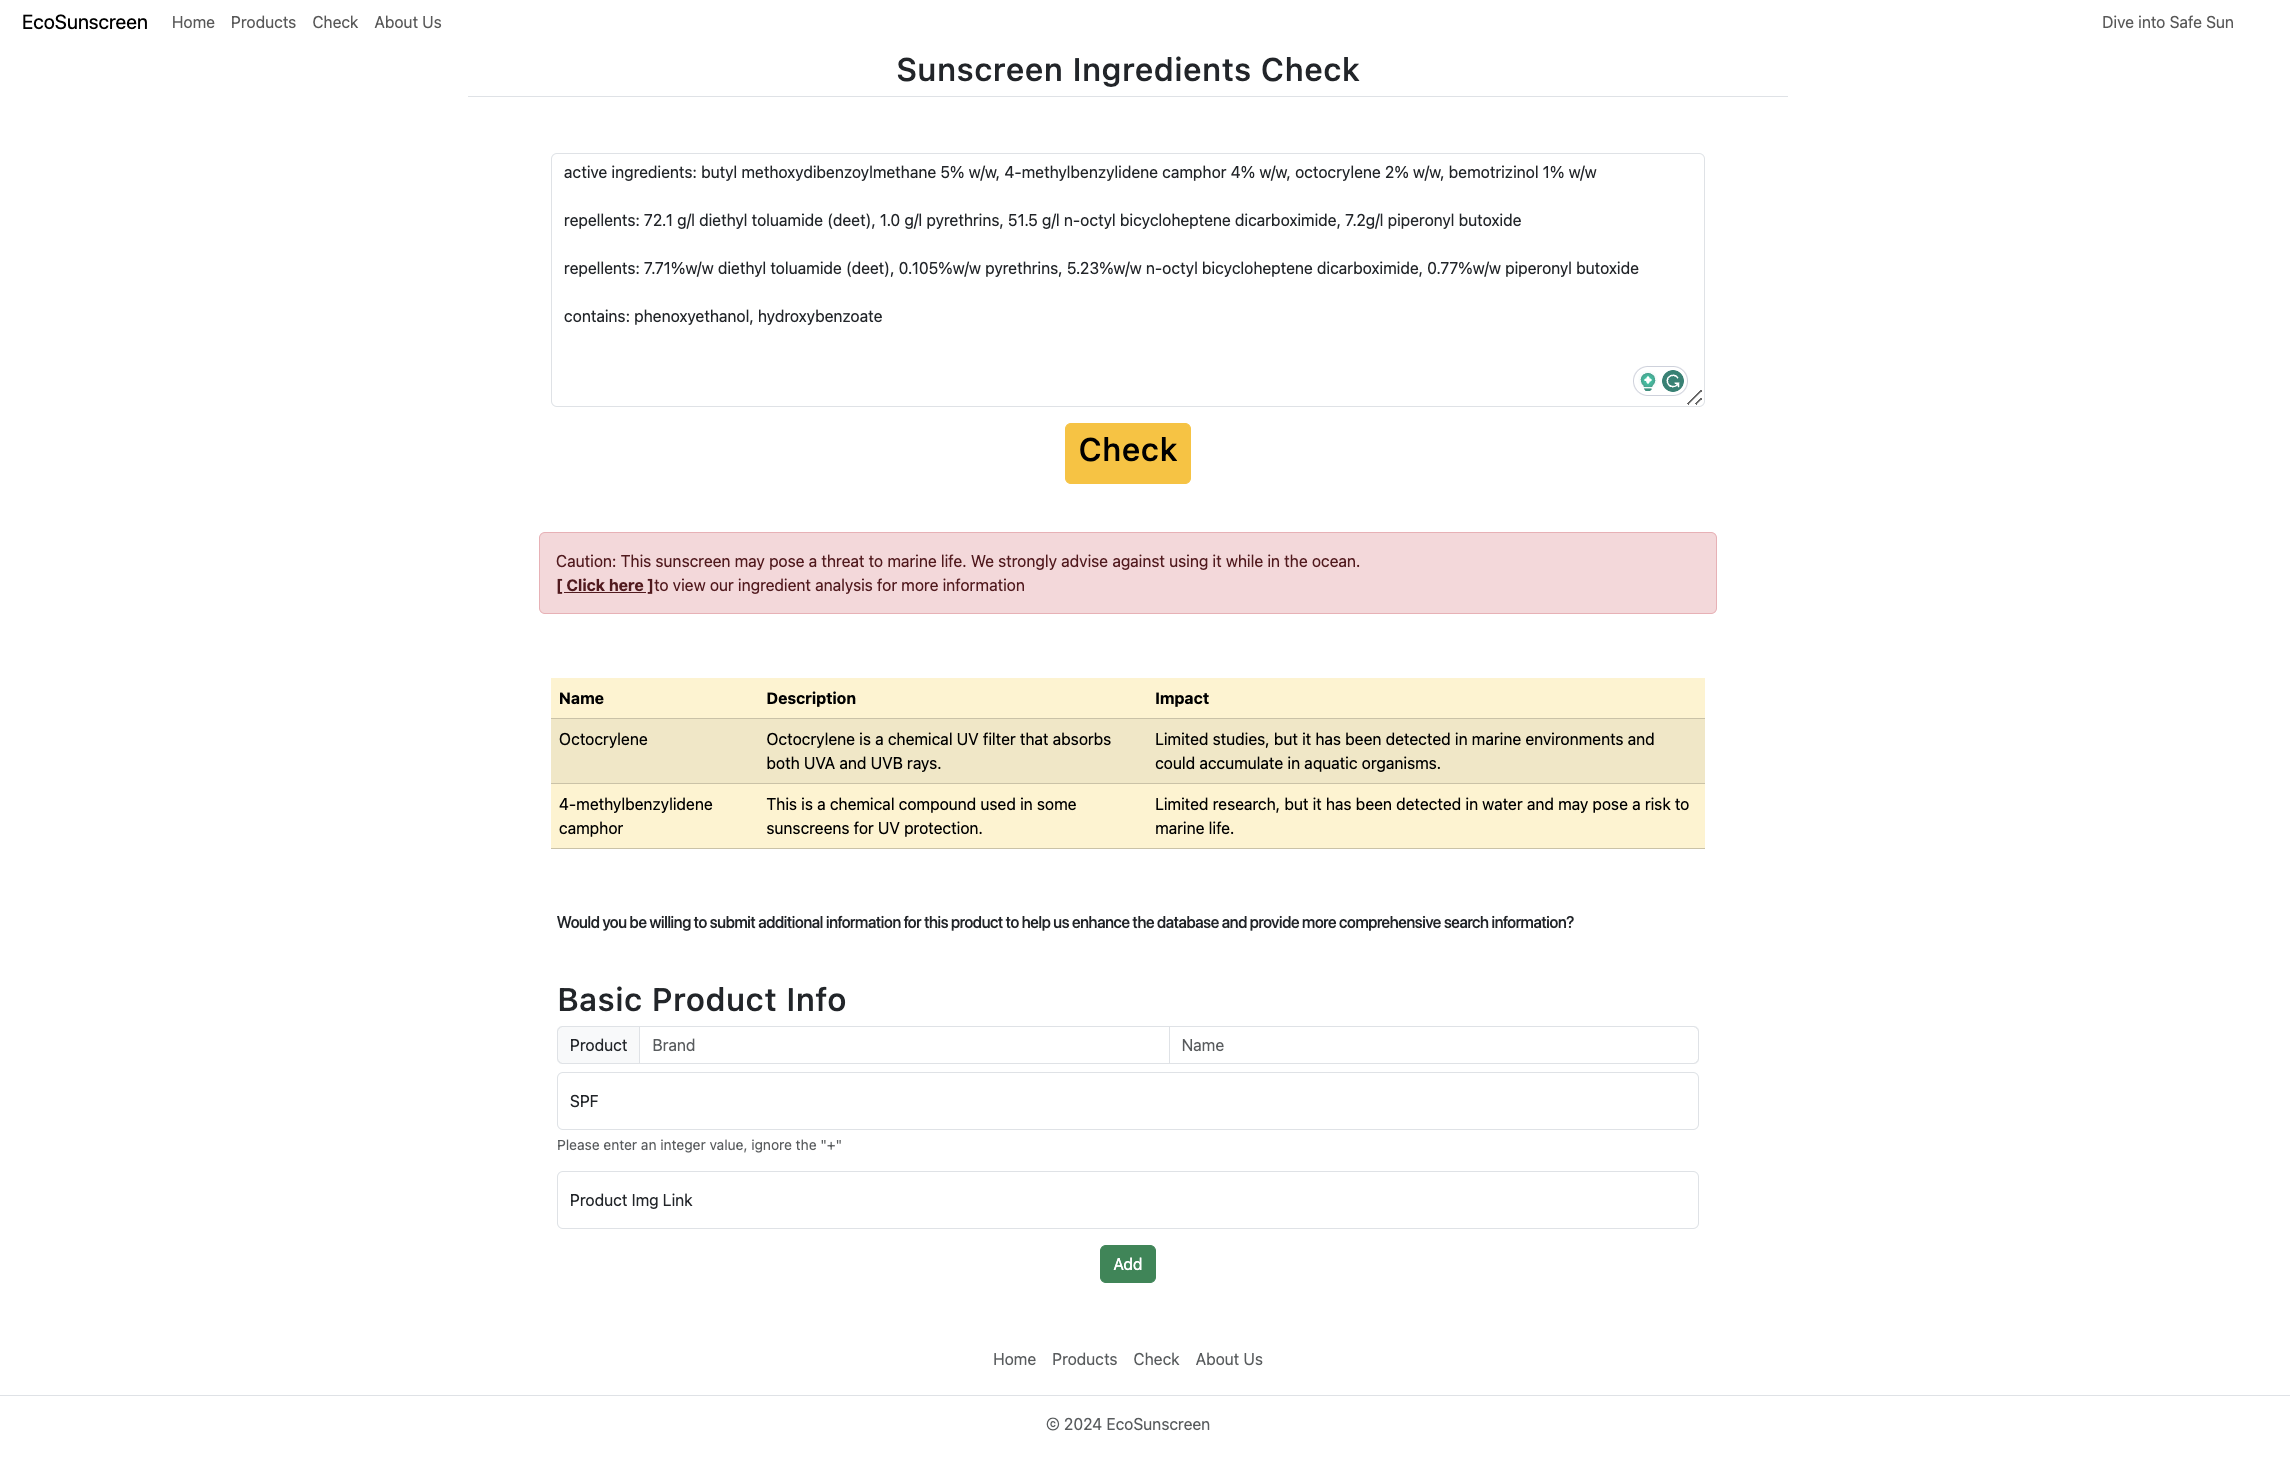 EcoSunscreen Home Products Check About Us Dive into Safe Sun
Sunscreen Ingredients Check
active ingredients: butyl methoxydibenzoylmethane 5% w/w, 4-methylbenzylidene camphor 4% w/w, octocrylene 2% w/w, bemotrizinol 1% w/w
repellents: 72.1 g/l diethyl toluamide (deet), 1.0 g/l pyrethrins, 51.5 g/l n-octyl bicycloheptene dicarboximide, 7.2g/l piperonyl butoxide
repellents: 7.71%w/w diethyl toluamide (deet), 0.105%w/w pyrethrins, 5.23%w/w n-octyl bicycloheptene dicarboximide, 0.77%w/w piperonyl butoxide
contains: phenoxyethanol, hydroxybenzoate
Check
Caution: This sunscreen may pose a threat to marine life. We strongly advise against using it while in the ocean.
[ Click here ]to view our ingredient analysis for more information
Name Description Impact
Octocrylene Octocrylene is a chemical UV filter that absorbs both UVA and UVB rays. Limited studies, but it has been detected in marine environments and could accumulate in aquatic organisms.
4-methylbenzylidene camphor This is a chemical compound used in some sunscreens for UV protection. Limited research, but it has been detected in water and may pose a risk to marine life.
Would you be willing to submit additional information for this product to help us enhance the database and provide more comprehensive search information?
Basic Product Info
Product Brand Name
SPF
Please enter an integer value, ignore the "+"
Product Img Link
Add
Home Products Check About Us
© 2024 EcoSunscreen